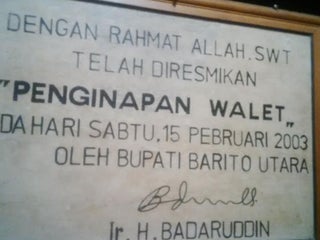 DENGAN RAHMAT ALLAH.SWT
TELAH DIRESMIKAN
"PENGINAPAN WALET„
DA HARI SABTU, 15 PEBRUARI 2003
OLEH BUPATI BARITO UTARA
Ir. H. BADARUDDIN